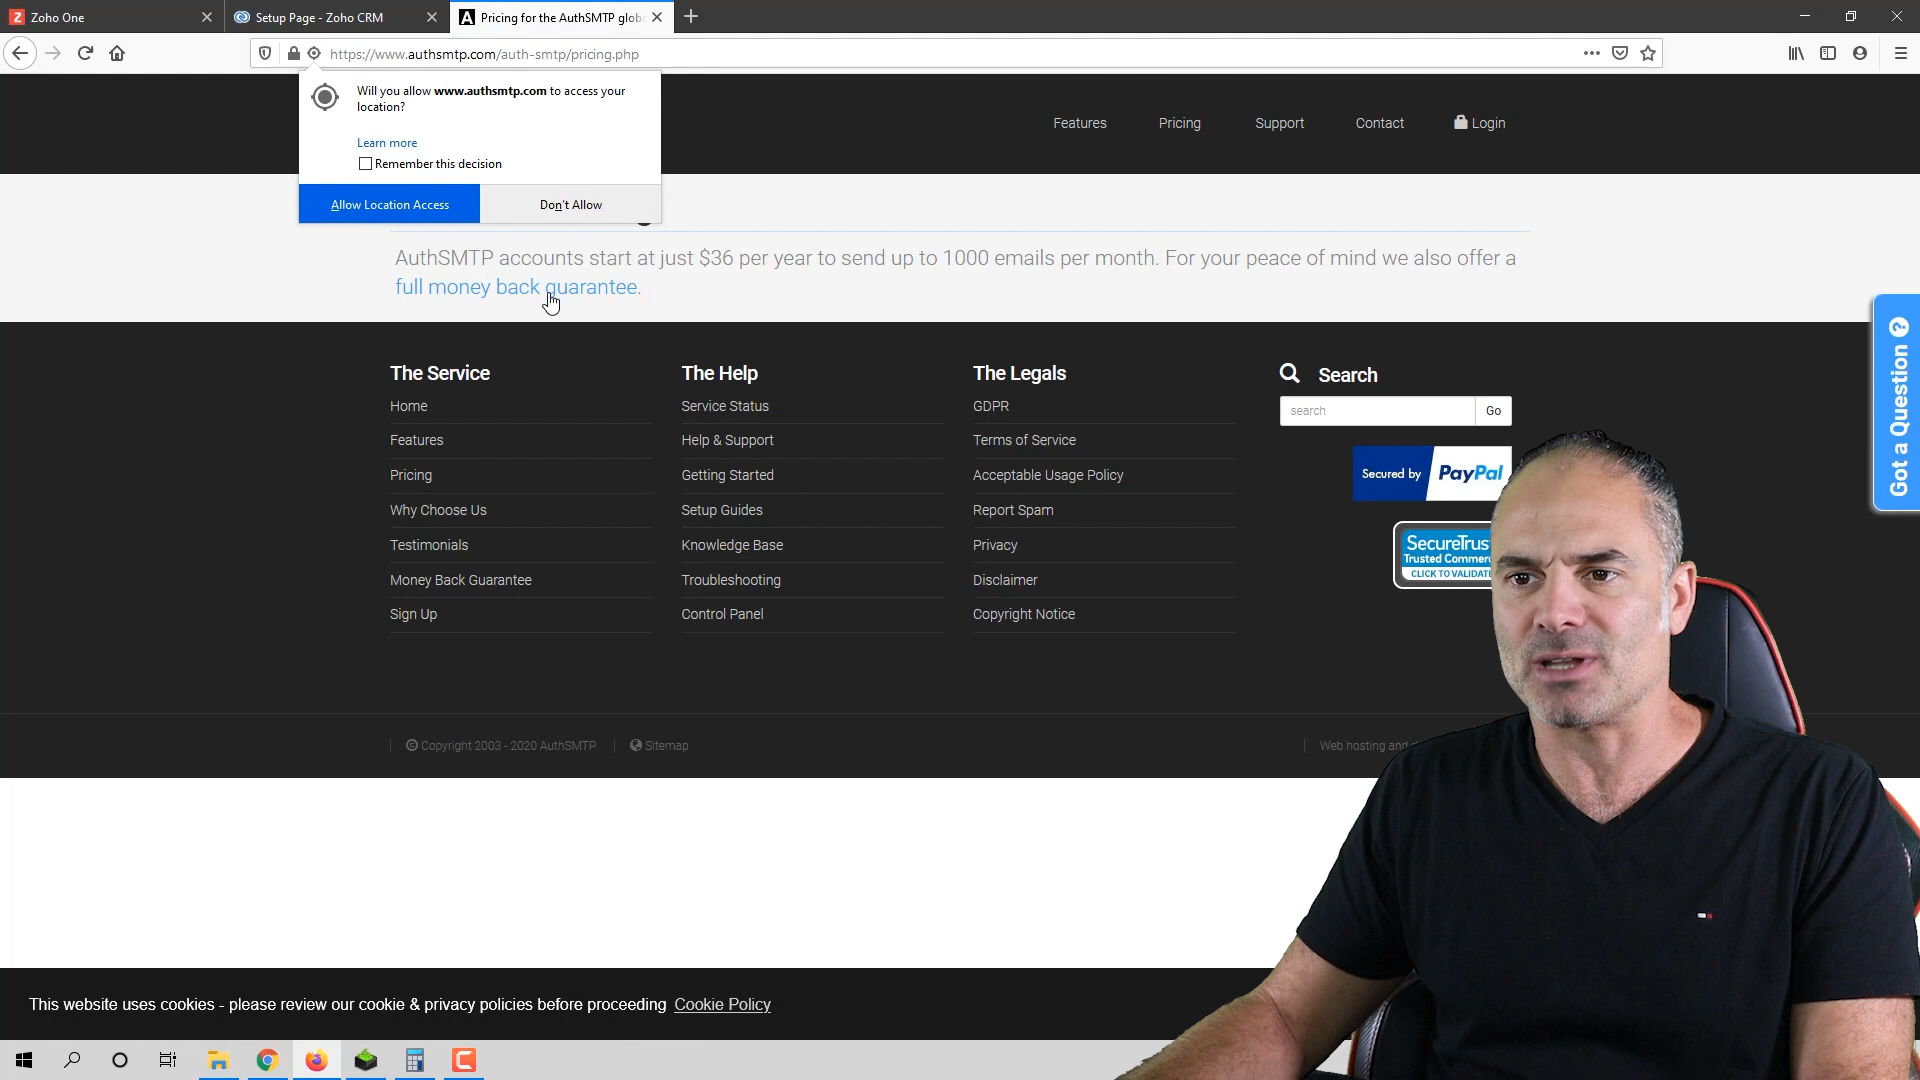 Zoho One
Setup Page - Zoho CRM
Pricing for the AuthSMTP glob
https://www.authsmtp.com/auth-smtp/pricing.php
Will you allow www.authsmtp.com to access your
location?
Learn more
Remember this decision
Allow Location Access
Don't Allow
Features
Pricing
Support
Contact
Login
AuthSMTP accounts start at just $36 per year to send up to 1000 emails per month. For your peace of mind we also offer a
full money back guarantee.
Got a Question ?
The Service
Home
Features
Pricing
Why Choose Us
Testimonials
Money Back Guarantee
Sign Up
The Help
Service Status
Help & Support
Getting Started
Setup Guides
Knowledge Base
Troubleshooting
Control Panel
The Legals
GDPR
Terms of Service
Acceptable Usage Policy
Report Spam
Privacy
Disclaimer
Copyright Notice
Search
search
Go
Secured by PayPal
SecureTrus
Trusted Commer
CLICK TO VALIDATE
© Copyright 2003 - 2020 AuthSMTP
Sitemap
Web hosting and
This website uses cookies - please review our cookie & privacy policies before proceeding Cookie Policy